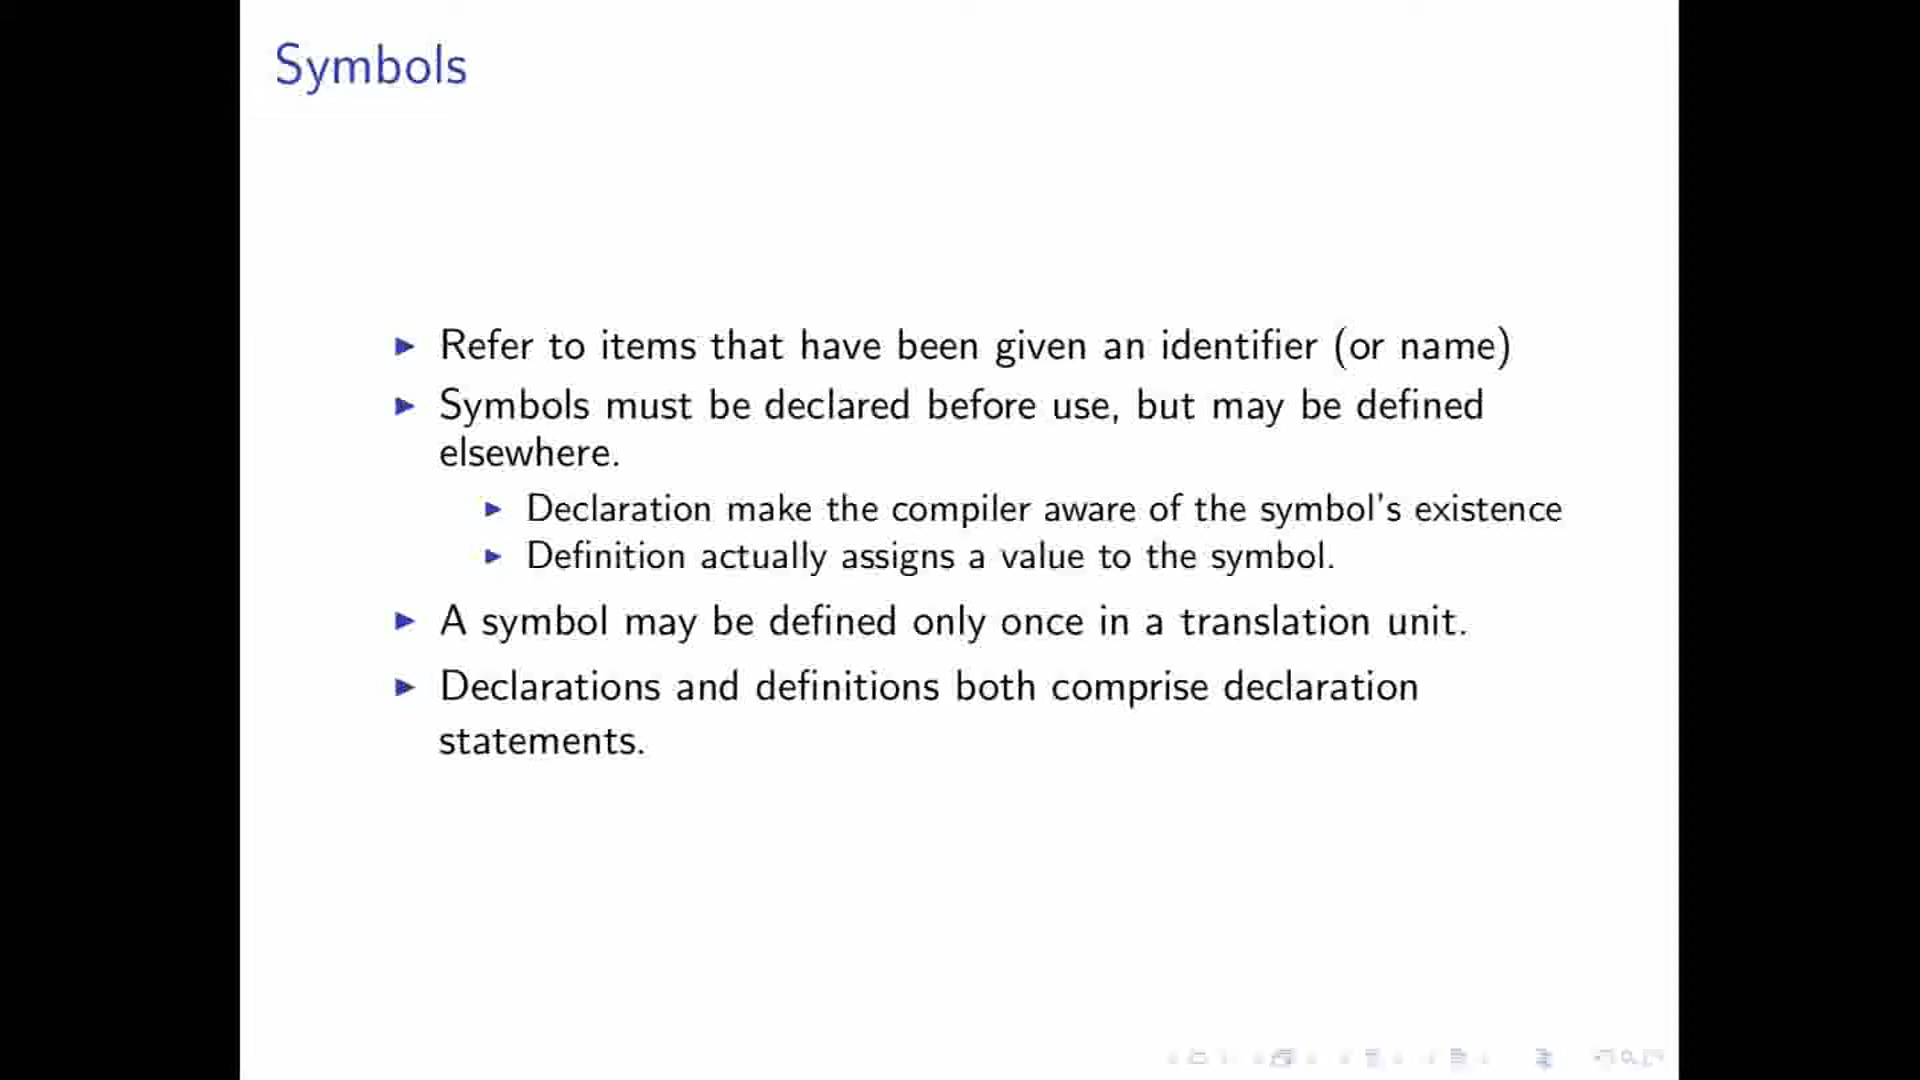 Symbols
Refer to items that have been given an identifier (or name)
Symbols must be declared before use, but may be defined
elsewhere.
Declaration make the compiler aware of the symbol's existence
Definition actually assigns a value to the symbol.
A symbol may be defined only once in a translation unit.
Declarations and definitions both comprise declaration
statements.